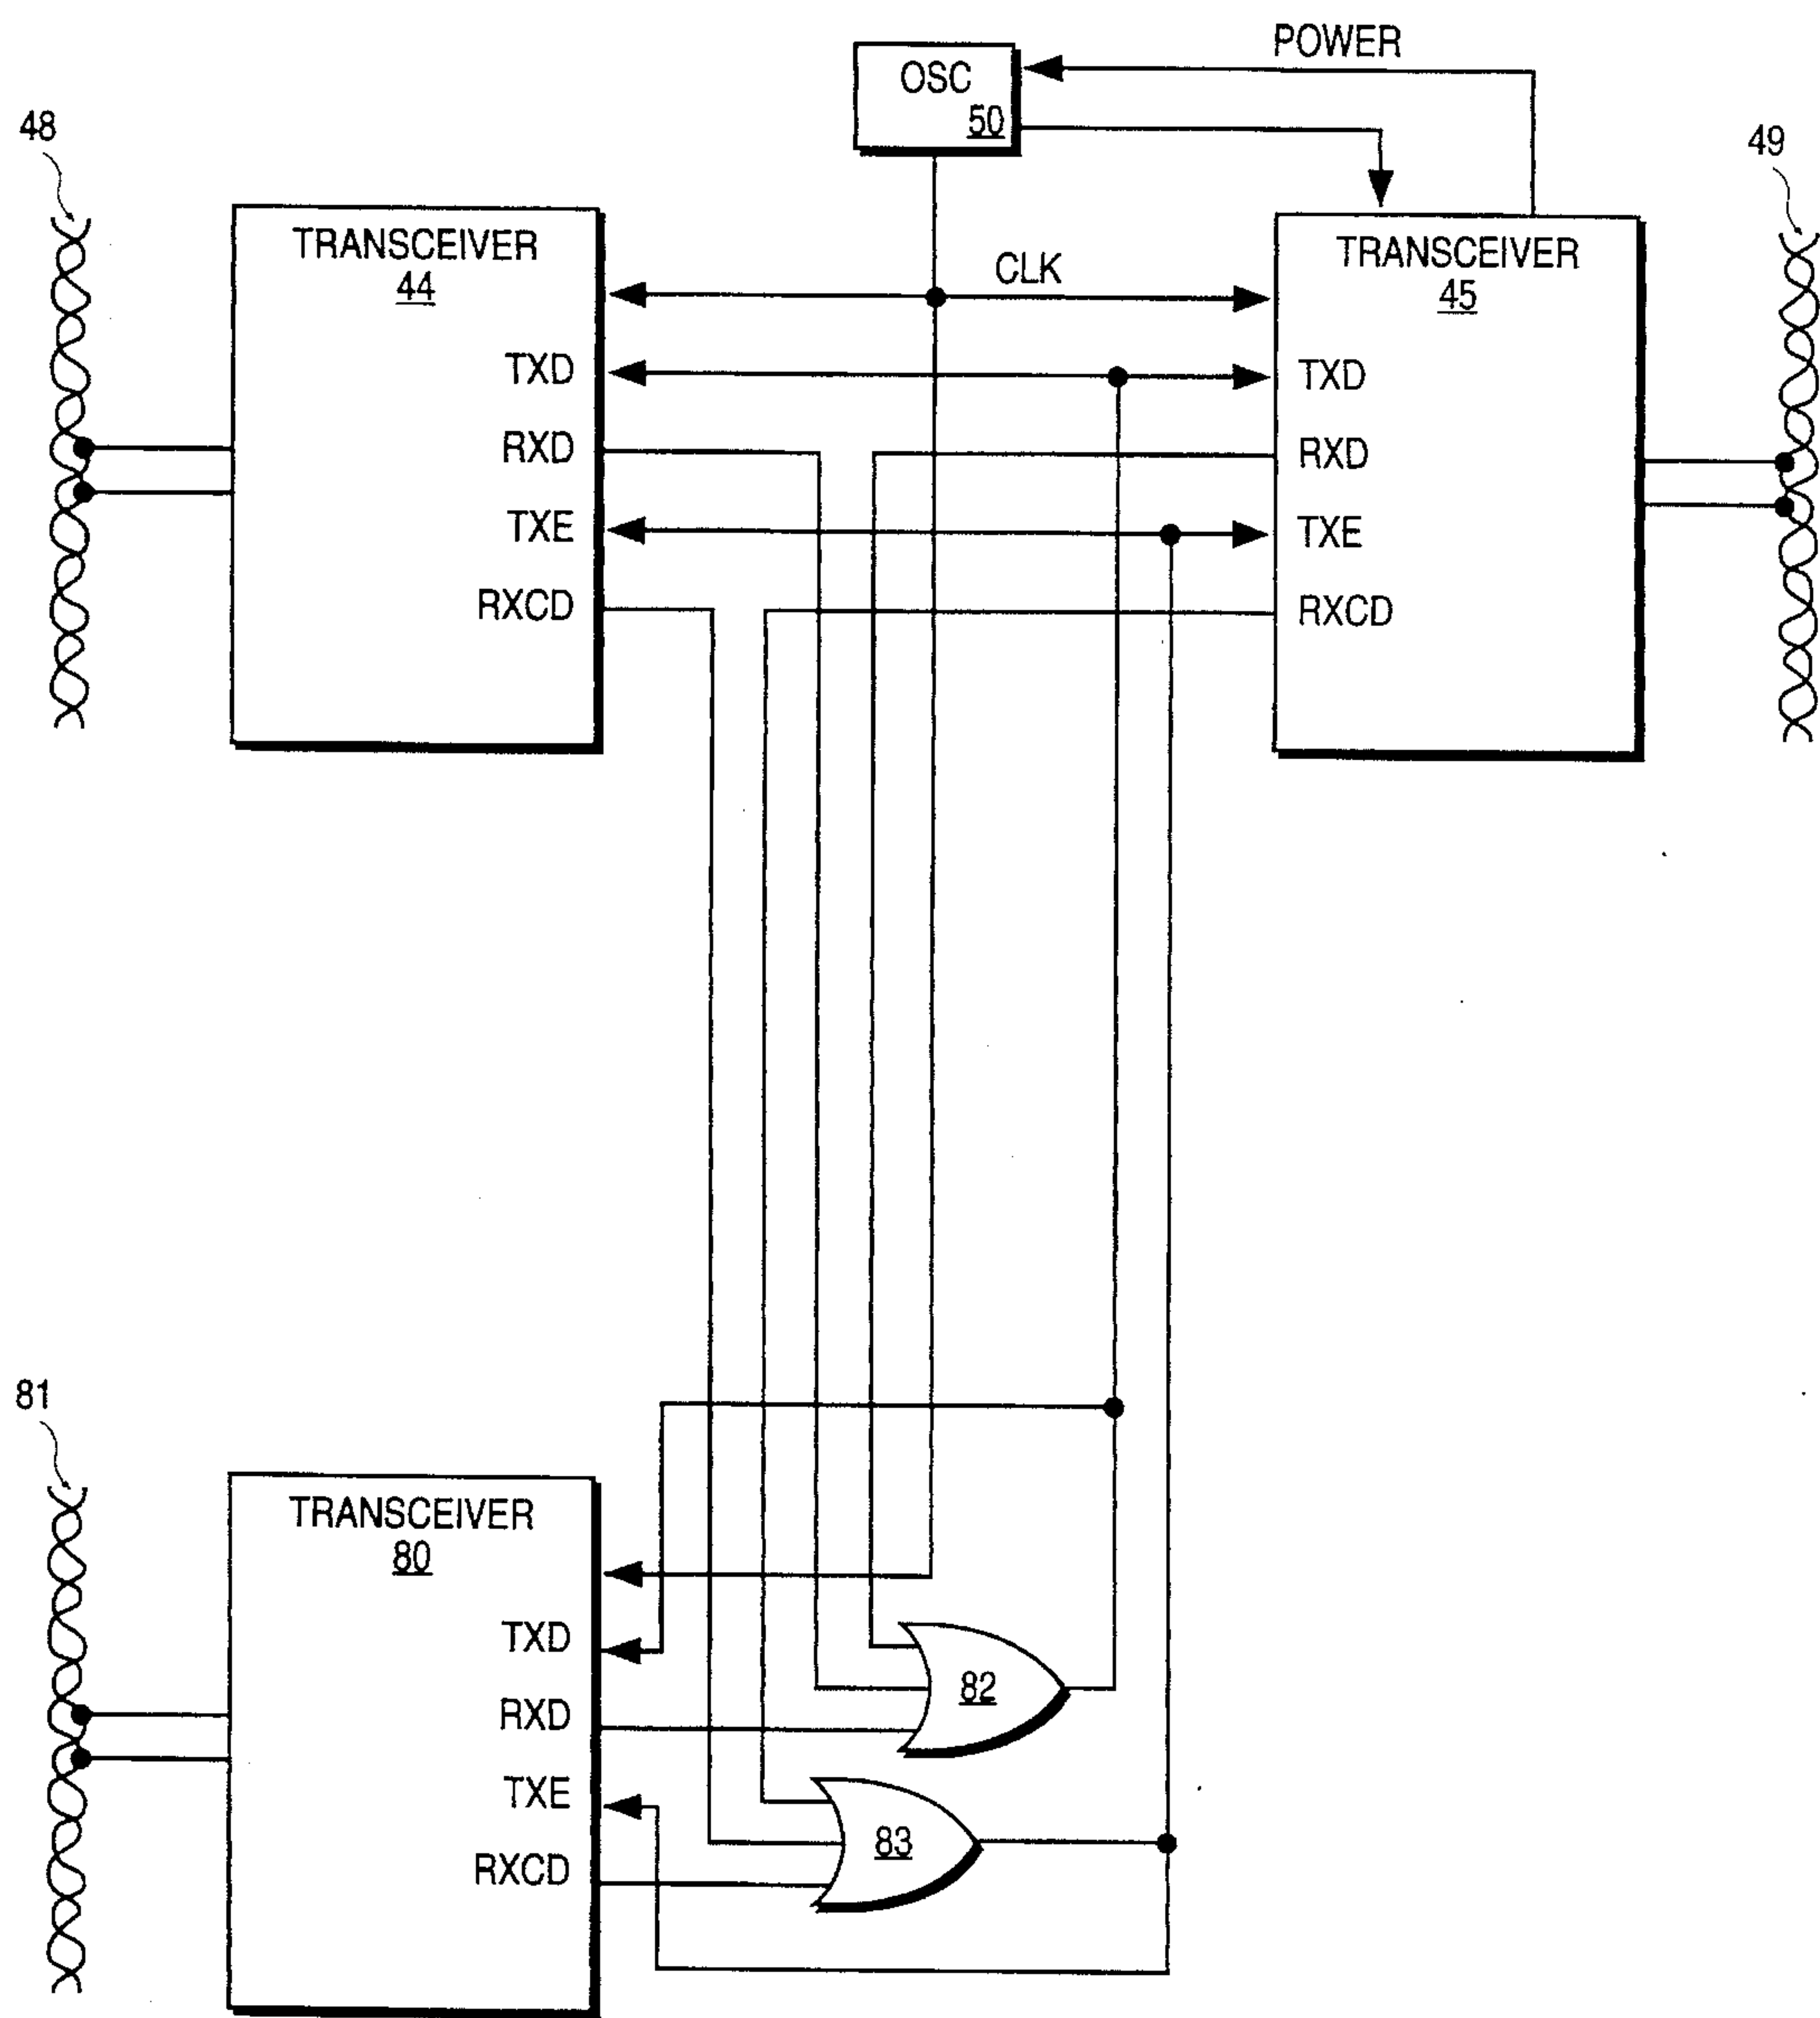 POWER
OSC
50
48
49
TRANSCEIVER
44
CLK
TRANSCEIVER
45
TXD
TXD
RXD
RXD
TXE
TXE
RXCD
RXCD
81
TRANSCEIVER
80
TXD
RXD
82
TXE
83
RXCD